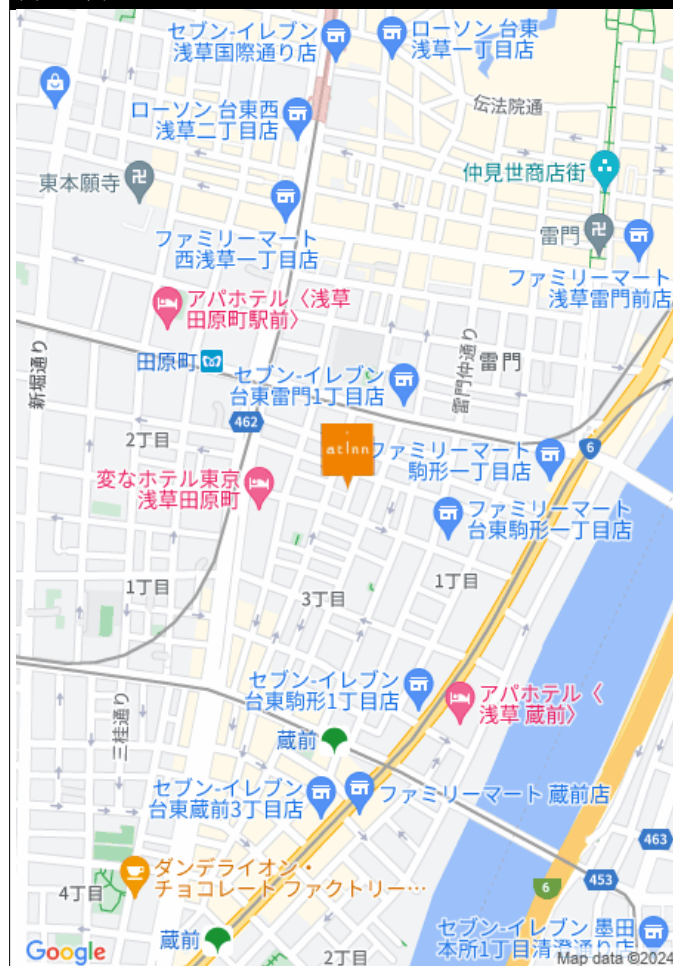 セブン-イレブン
浅草国際通り店
ローソン 台東
浅草一丁目店
伝法院通
ローソン 台東西
浅草二丁目店
仲見世商店街
東本願寺
雷門
ファミリーマート
西浅草一丁目店
ファミリーマート
浅草雷門前店
アパホテル〈浅草
田原町駅前〉
新堀通り
田原町
雷門仲通り
雷門
セブン-イレブン
台東雷門1丁目店
462
2丁目
atInn
ファミリーマート
駒形一丁目店
6
変なホテル東京
浅草田原町
ファミリーマート
台東駒形一丁目店
1丁目
3丁目
1丁目
セブン-イレブン
台東駒形1丁目店
アパホテル〈
浅草 蔵前〉
三桂通り
蔵前
セブン-イレブン
台東蔵前3丁目店
ファミリーマート 蔵前店
463
453
6
ダンデライオン・
チョコレート ファクトリー…
4丁目
蔵前
2丁目
セブン-イレブン 墨田
本所1丁目清澄通り店
Google
Map data ©2024